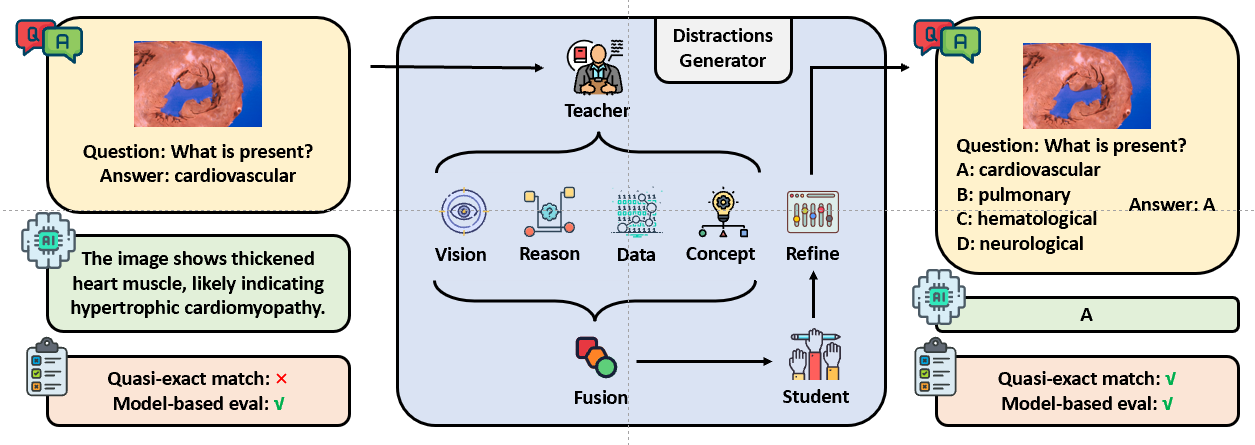 Q A
Question: What is present?
Answer: cardiovascular
AI
The image shows thickened
heart muscle, likely indicating
hypertrophic cardiomyopathy.
Quasi-exact match: ×
Model-based eval: √
Distractions
Generator
Teacher
Vision
Reason
Data
Concept
Refine
Fusion
Student
Q A
Question: What is present?
A: cardiovascular
B: pulmonary
C: hematological
D: neurological
Answer: A
AI
A
Quasi-exact match: √
Model-based eval: √